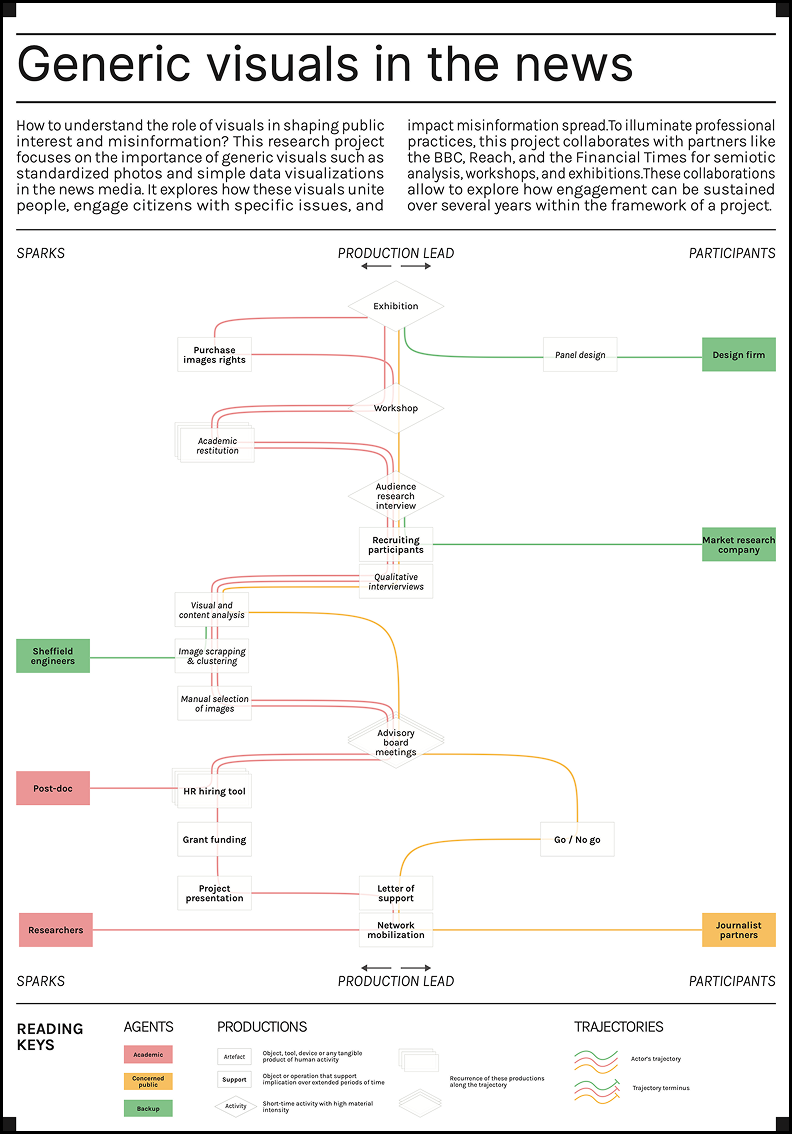 Generic visuals in the news
How to understand the role of visuals in shaping public
interest and misinformation? This research project
focuses on the importance of generic visuals such as
standardized photos and simple data visualizations
in the news media. It explores how these visuals unite
people, engage citizens with specific issues, and
impact misinformation spread.To illuminate professional
practices, this project collaborates with partners like
the BBC, Reach, and the Financial Times for semiotic
analysis, workshops, and exhibitions.These collaborations
allow to explore how engagement can be sustained
over several years within the framework of a project.
SPARKS
PRODUCTION LEAD
PARTICIPANTS
Exhibition
Purchase
images rights
Panel design
Design firm
Workshop
Academic
restitution
Audience
research
interview
Recruiting
participants
Market research
company
Qualitative
intervierviews
Visual and
content analysis
Sheffield
engineers
Image scrapping
& clustering
Manual selection
of images
Advisory
board
meetings
Post-doc
HR hiring tool
Grant funding
Go / No go
Project
presentation
Letter of
support
Researchers
Network
mobilization
Journalist
partners
SPARKS
PRODUCTION LEAD
PARTICIPANTS
READING
KEYS
AGENTS
Academic
Concerned
public
Backup
PRODUCTIONS
Artefact
Object, tool, device or any tangible
product of human activity
Support
Object or operation that support
implication over extended periods of time
Activity
Short-time activity with high material
intensity
Recurrence of these productions
along the trajectory
TRAJECTORIES
Actor's trajectory
Trajectory terminus